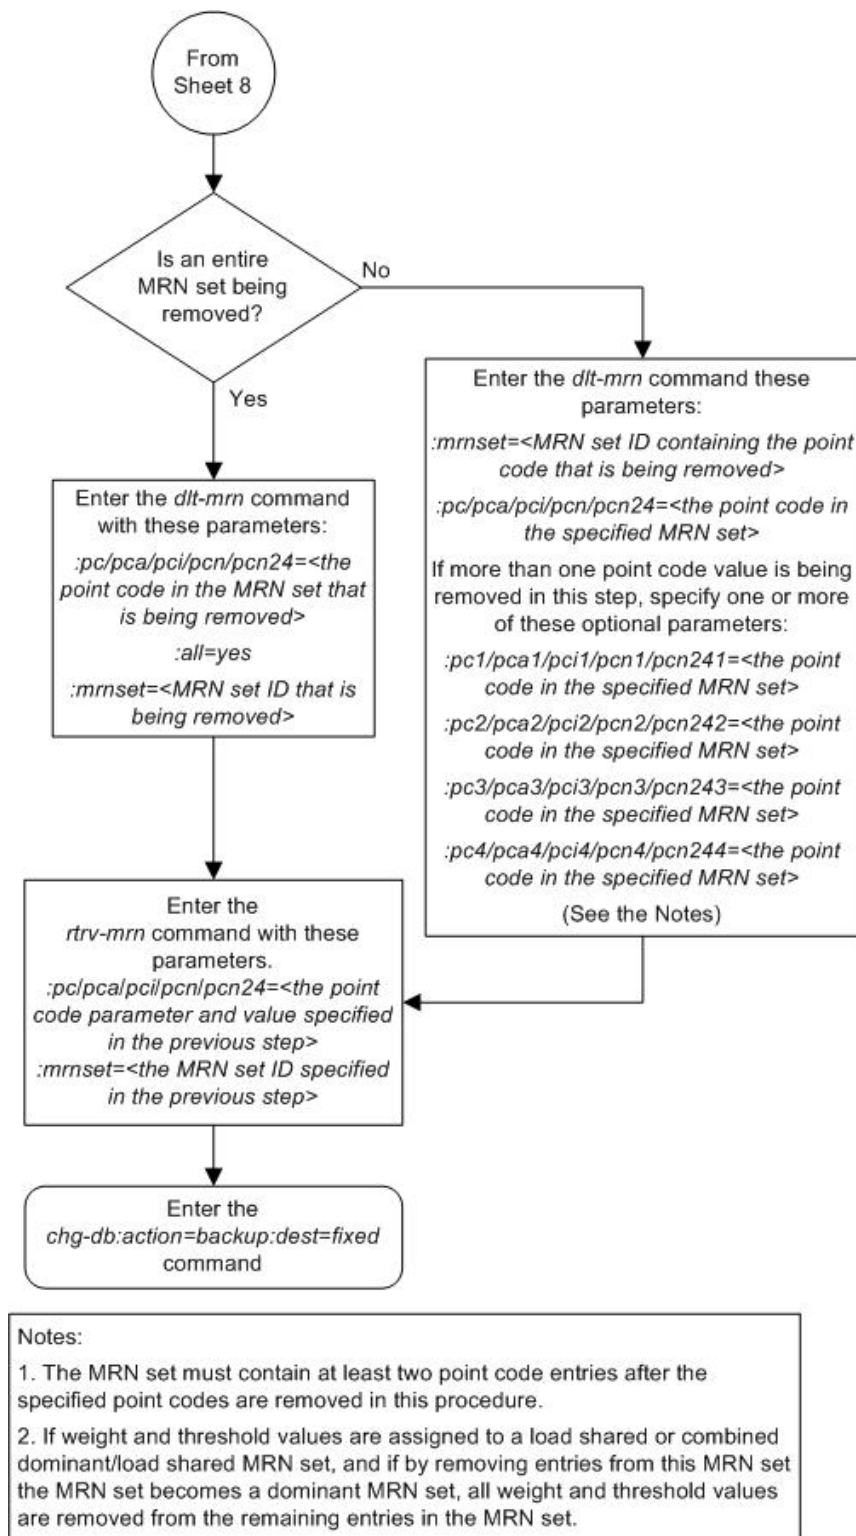 From
Sheet 8
Is an entire
MRN set being
removed?
No
Yes
Enter the dlt-mrn command
with these parameters:
:pc/pca/pci/pcn/pcn24=<the
point code in the MRN set that
is being removed>
:all=yes
:mrnset=<MRN set ID that is
being removed>
Enter the dlt-mrn command these
parameters:
:mrnset=<MRN set ID containing the point
code that is being removed>
:pc/pca/pci/pcn/pcn24=<the point code in
the specified MRN set>
If more than one point code value is being
removed in this step, specify one or more
of these optional parameters:
:pc1/pca1/pci1/pcn1/pcn241=<the point
code in the specified MRN set>
:pc2/pca2/pci2/pcn2/pcn242=<the point
code in the specified MRN set>
:pc3/pca3/pci3/pcn3/pcn243=<the point
code in the specified MRN set>
:pc4/pca4/pci4/pcn4/pcn244=<the point
code in the specified MRN set>
(See the Notes)
Enter the
rtrv-mrn command with these
parameters.
:pc/pca/pci/pcn/pcn24=<the point
code parameter and value specified
in the previous step>
:mrnset=<the MRN set ID specified
in the previous step>
Enter the
chg-db:action=backup:dest=fixed
command
Notes:
1. The MRN set must contain at least two point code entries after the
specified point codes are removed in this procedure.
2. If weight and threshold values are assigned to a load shared or combined
dominant/load shared MRN set, and if by removing entries from this MRN set
the MRN set becomes a dominant MRN set, all weight and threshold values
are removed from the remaining entries in the MRN set.